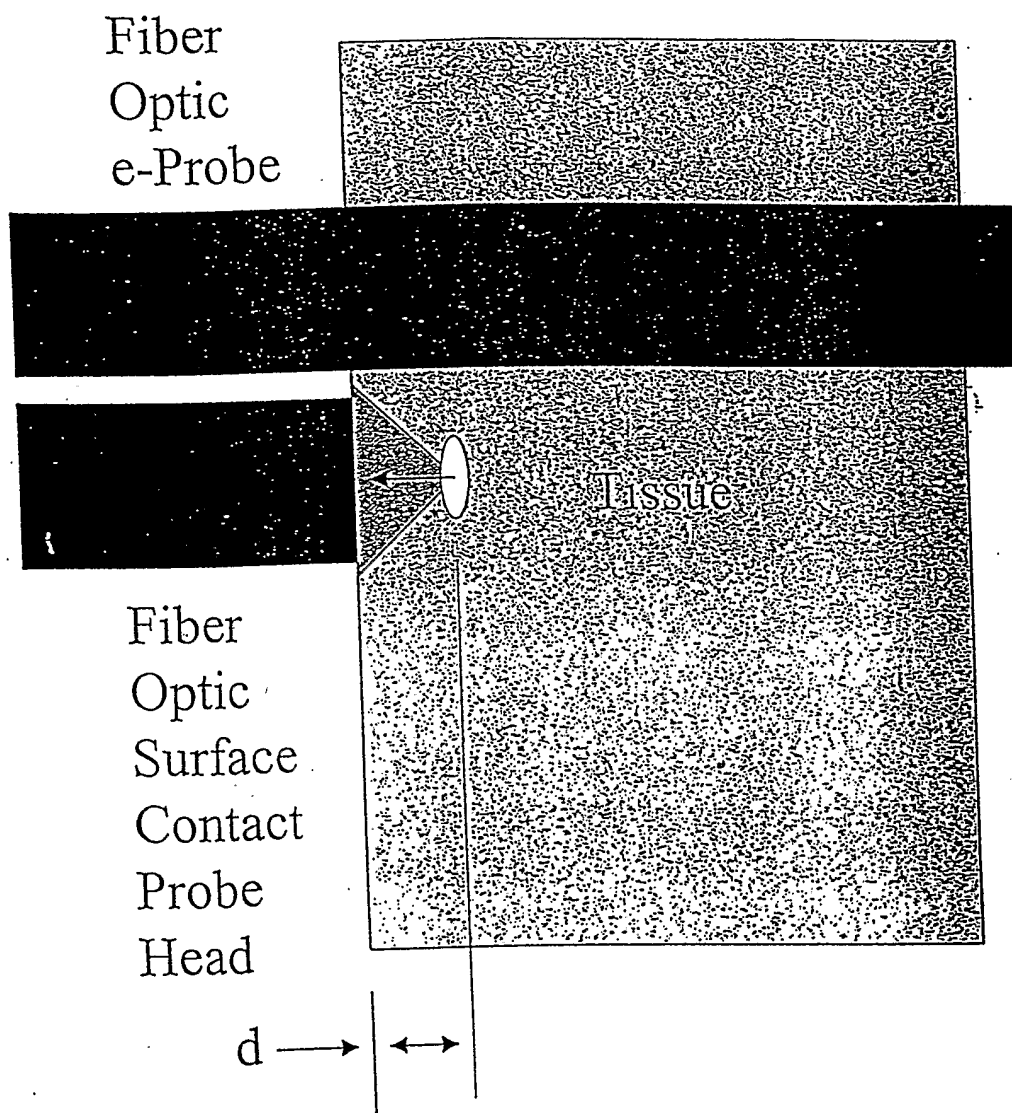 Fiber
Optic
e-Probe
Tissue
Fiber
Optic
Surface
Contact
Probe
Head
d